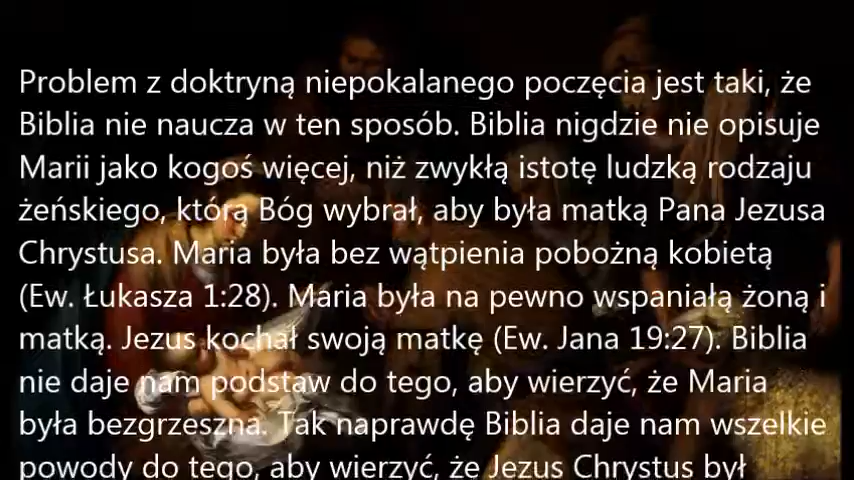 Problem z doktryną niepokalanego poczęcia jest taki, że
Biblia nie naucza w ten sposób. Biblia nigdzie nie opisuje
Marii jako kogoś więcej, niż zwykłą istotę ludzką rodzaju
żeńskiego, którą Bóg wybrał, aby była matką Pana Jezusa
Chrystusa. Maria była bez wątpienia pobożną kobietą
(Ew. Łukasza 1:28). Maria była na pewno wspaniałą żoną i
matką. Jezus kochał swoją matkę (Ew. Jana 19:27). Biblia
nie daje nam podstaw do tego, aby wierzyć, że Maria
była bezgrzeszna. Tak naprawdę Biblia daje nam wszelkie
powody do tego, aby wierzyć, że Jezus Chrystus był